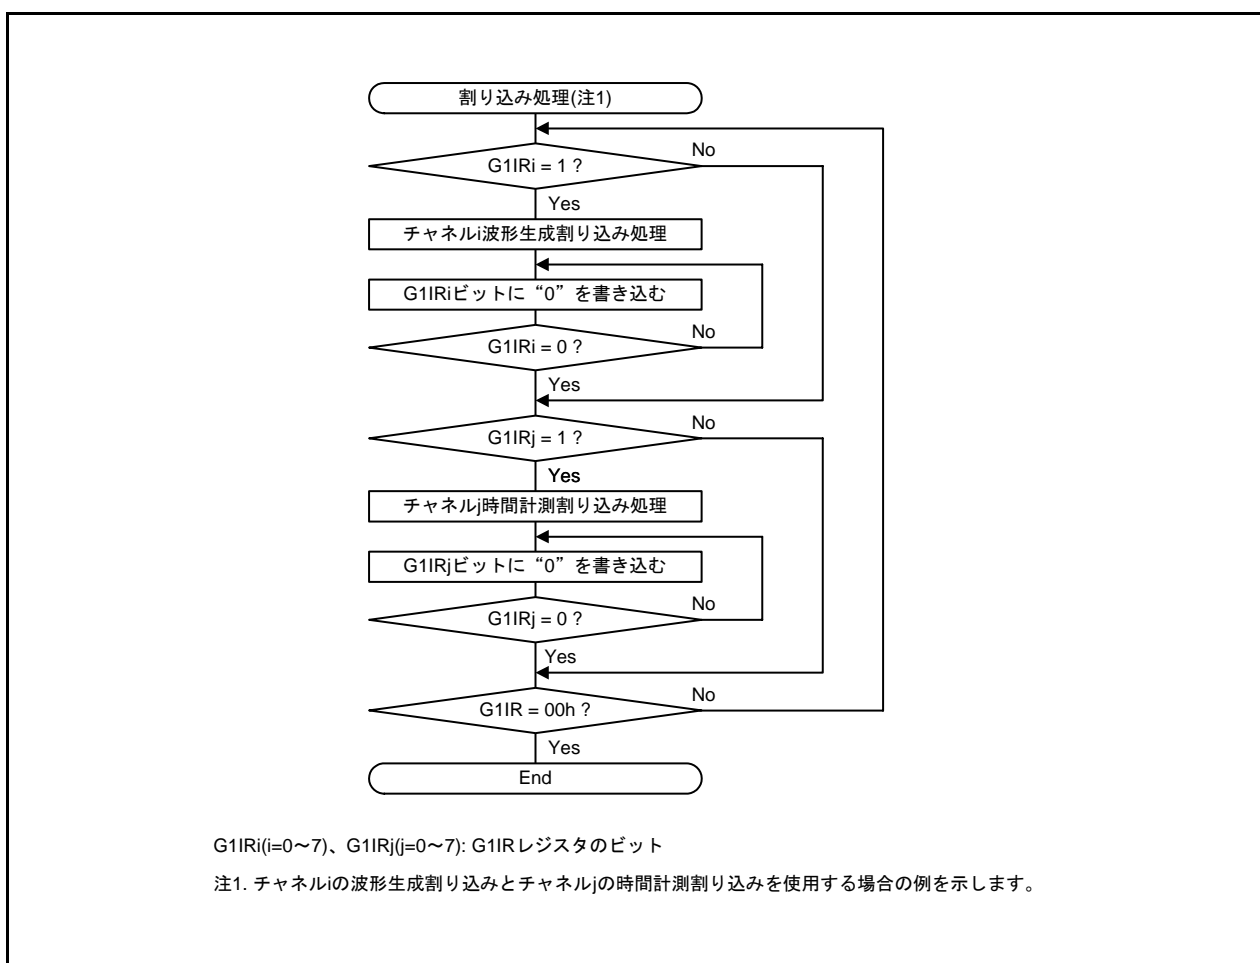 割り込み処理(注1)
G1IRi = 1 ?
No
Yes
チャネルi波形生成割り込み処理
G1IRiビットに“0”を書き込む
G1IRi = 0 ?
No
Yes
G1IRj = 1 ?
No
Yes
チャネルj時間計測割り込み処理
G1IRjビットに“0”を書き込む
G1IRj = 0 ?
No
Yes
G1IR = 00h ?
No
Yes
End
G1IRi(i=0～7)、G1IRj(j=0～7): G1IRレジスタのビット
注1. チャネルiの波形生成割り込みとチャネルjの時間計測割り込みを使用する場合の例を示します。